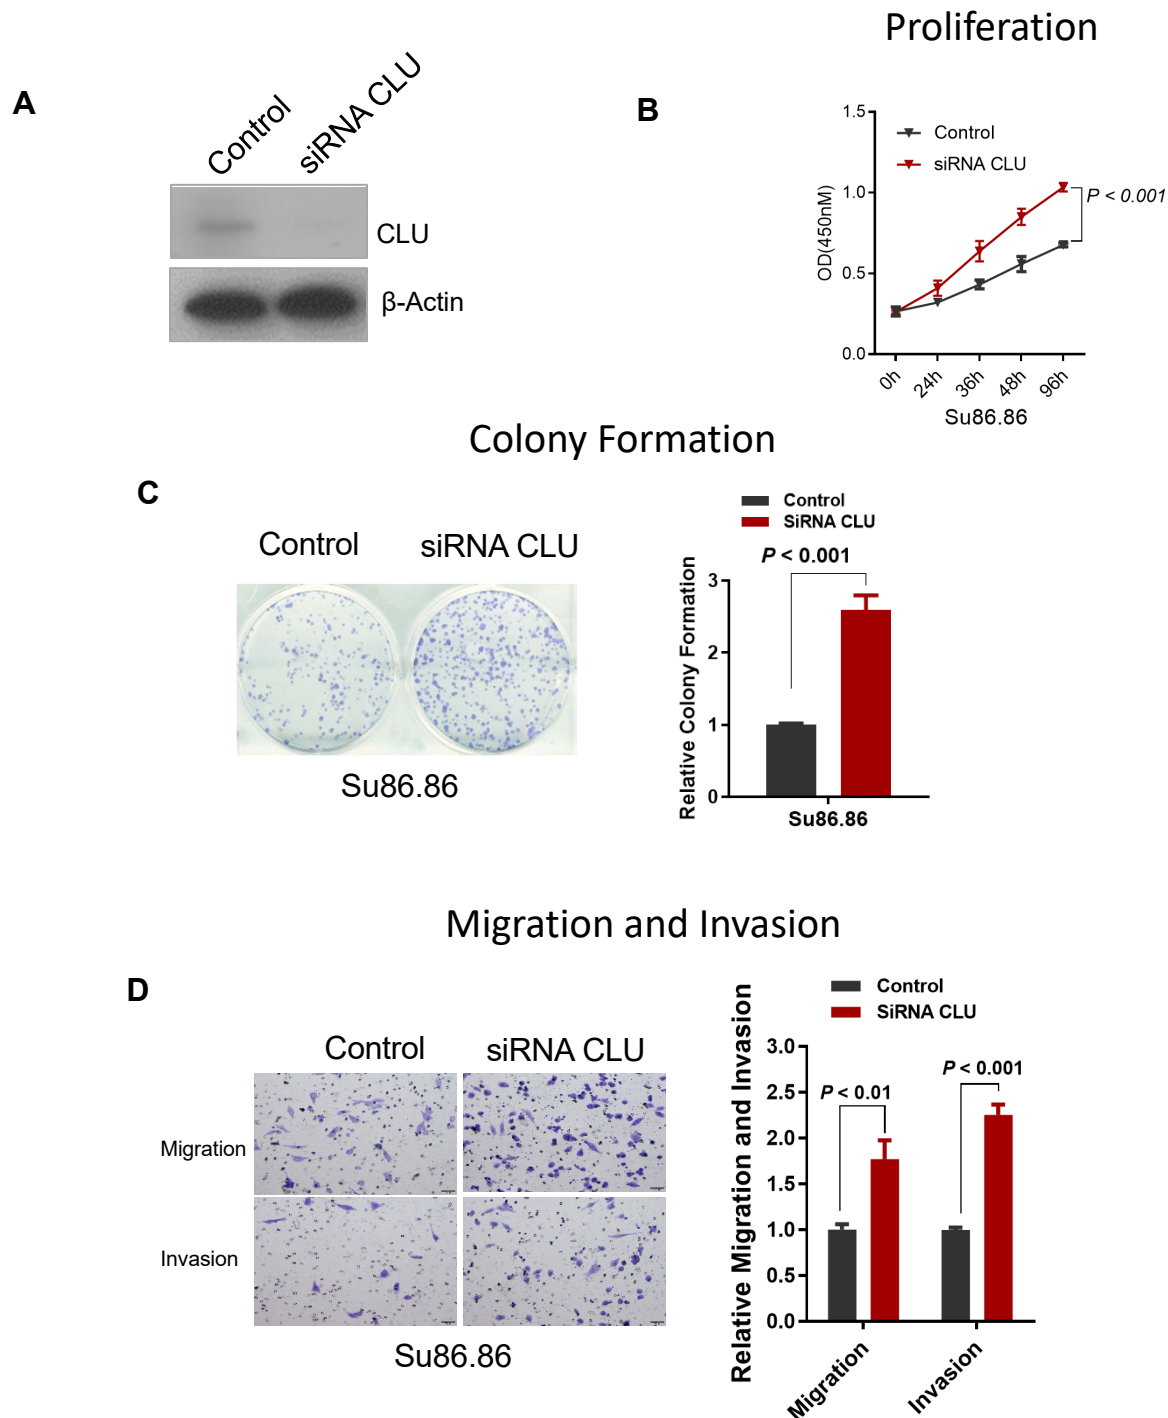 Proliferation
A
Control
siRNA CLU
CLU
β-Actin
B
1.5
1.0
0.5
0.0
OD(450nM)
Control
siRNA CLU
P < 0.001
0h
24h
36h
48h
96h
Su86.86
Colony Formation
C
Control
siRNA CLU
Su86.86
Control
SiRNA CLU
P < 0.001
Relative Colony Formation
3
2
1
0
Su86.86
Migration and Invasion
D
Control
siRNA CLU
Migration
Invasion
Su86.86
Control
SiRNA CLU
Relative Migration and Invasion
3.0
2.5
2.0
1.5
1.0
0.5
0.0
P < 0.01
P < 0.001
Migration
Invasion